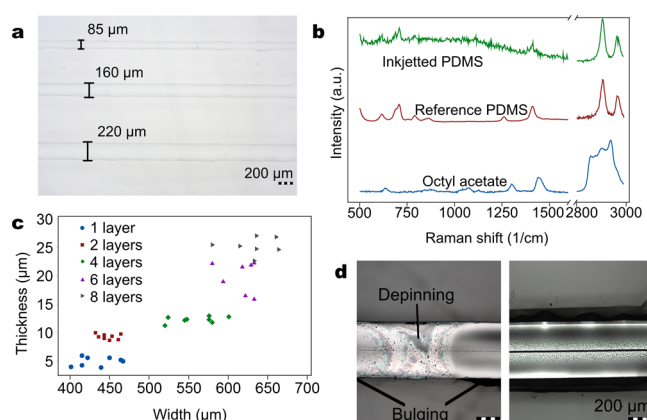 a
85 μm
160 μm
220 μm
200 μm
b
Intensity (a.u.)
Inkjetted PDMS
Reference PDMS
Octyl acetate
500 750 1000 1250 1500 2800 3000
Raman shift (1/cm)
c
Thickness (μm)
30
25
20
15
10
5
1 layer
2 layers
4 layers
6 layers
8 layers
400 450 500 550 600 650 700
Width (μm)
d
Depinning
Bulging
200 μm